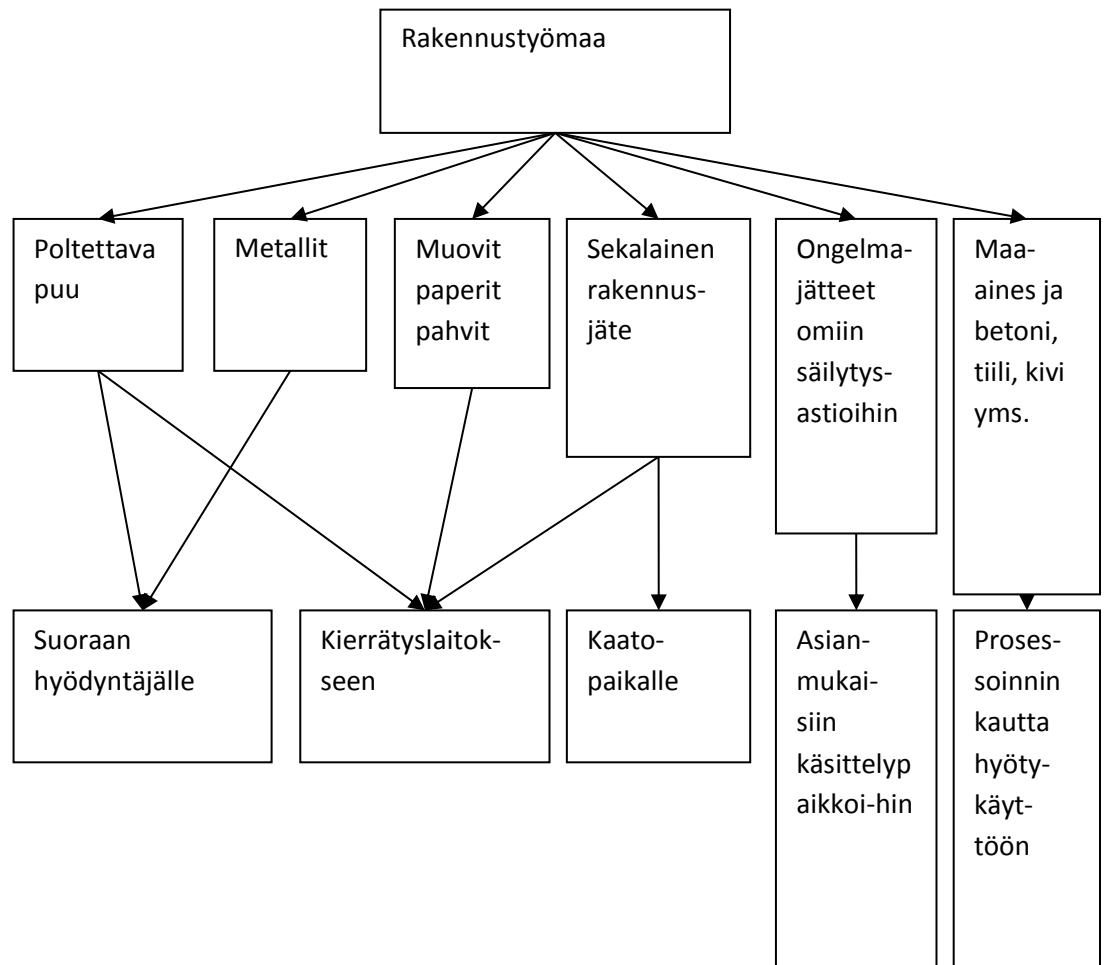 Rakennustyömaa
Poltettava
puu
Metallit
Muovit
paperit
pahvit
Sekalainen
rakennus-
jäte
Ongelma-
jätteet
omiin
säilytys-
astioihin
Maa-
aines ja
betoni,
tiili, kivi
yms.
Suoraan
hyödyntäjälle
Kierrätyslaitok-
seen
Kaato-
paikalle
Asian-
mukai-
siin
käsittelyp
aikkoi-hin
Proses-
soinnin
kautta
hyöty-
käyt-
töön